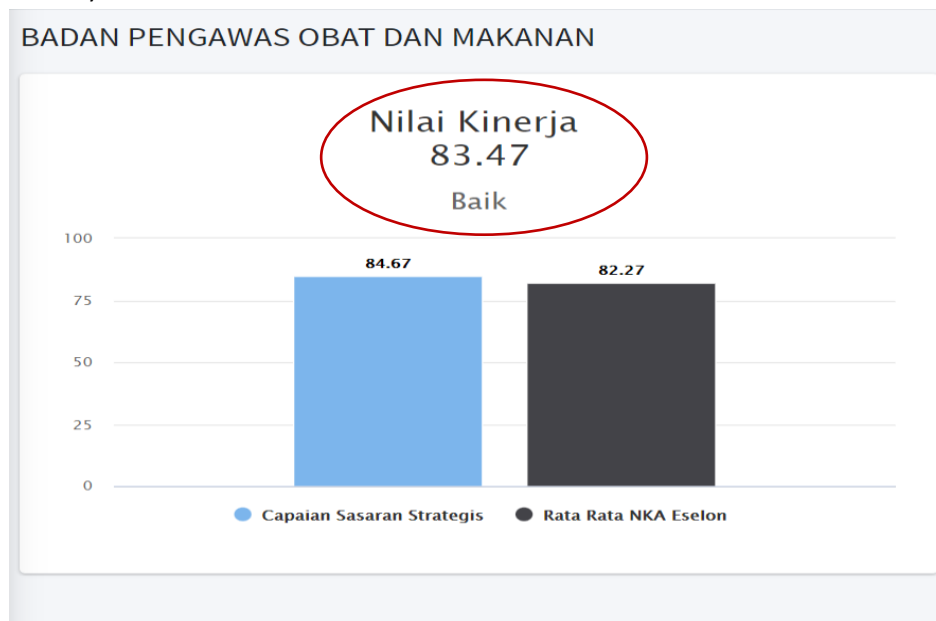 BADAN PENGAWAS OBAT DAN MAKANAN
Nilai Kinerja
83.47
Baik
100
84.67
82.27
75
50
25
0
Capaian Sasaran Strategis
Rata Rata NKA Eselon